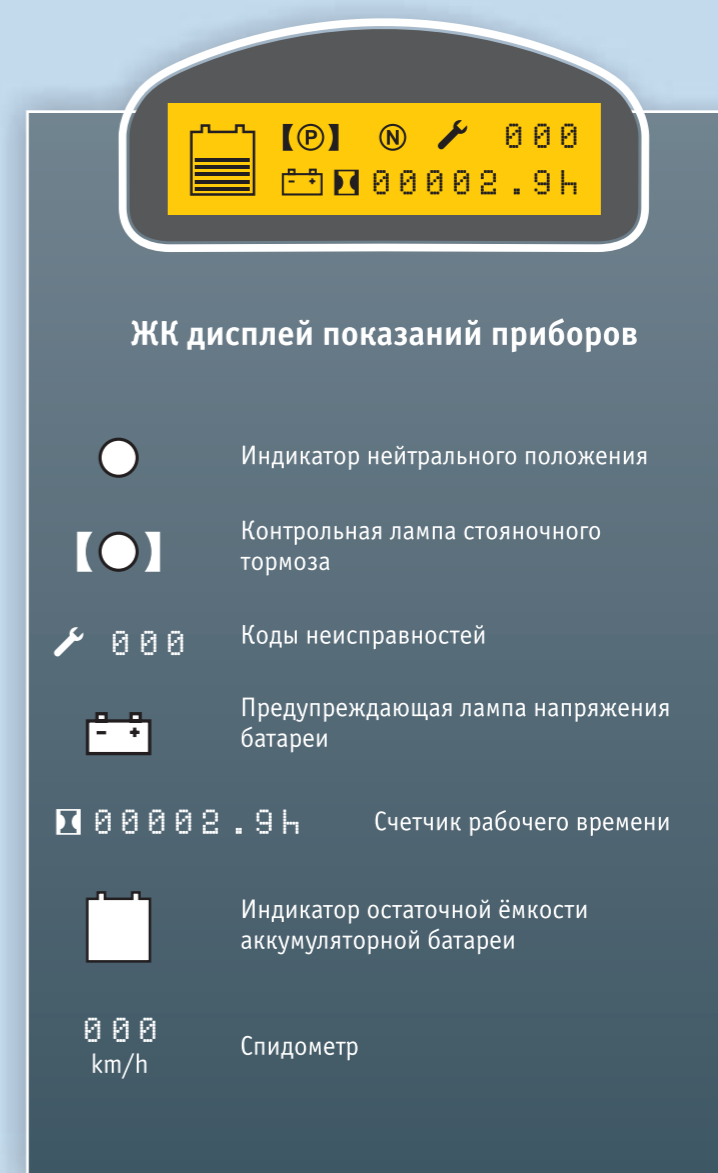 (P) N 000
- + 00002.9h
ЖК дисплей показаний приборов
Индикатор нейтрального положения
Контрольная лампа стояночного
тормоза
000 Коды неисправностей
Предупреждающая лампа напряжения
- + батареи
00002.9h Счетчик рабочего времени
Индикатор остаточной ёмкости
аккумуляторной батареи
000
km/h
Спидометр